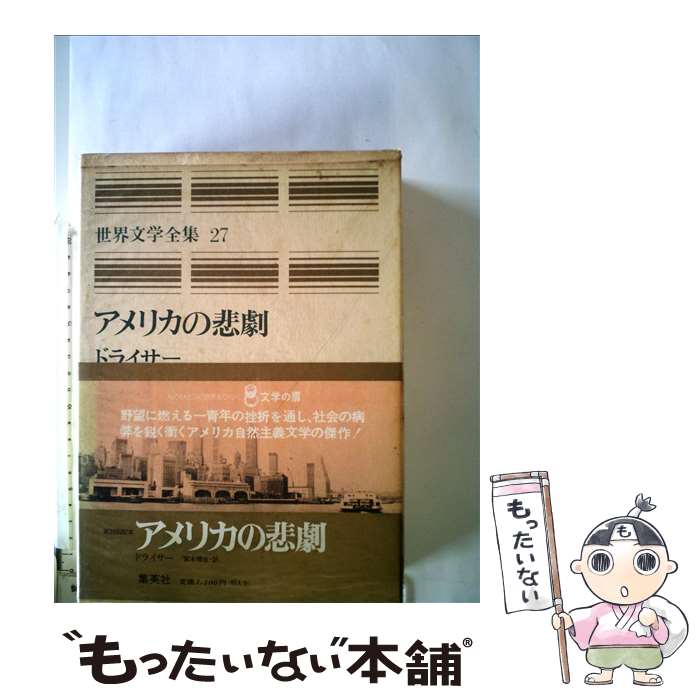 世界文学全集 27
アメリカの悲劇
ドライサー
文学の扉
野望に燃える一青年の挫折を通し、社会の病
弊を鋭く衝くアメリカ自然主義文学の傑作!
アメリカの悲劇
ドライサー
集英社
もったいない
“もったいない”本舗®